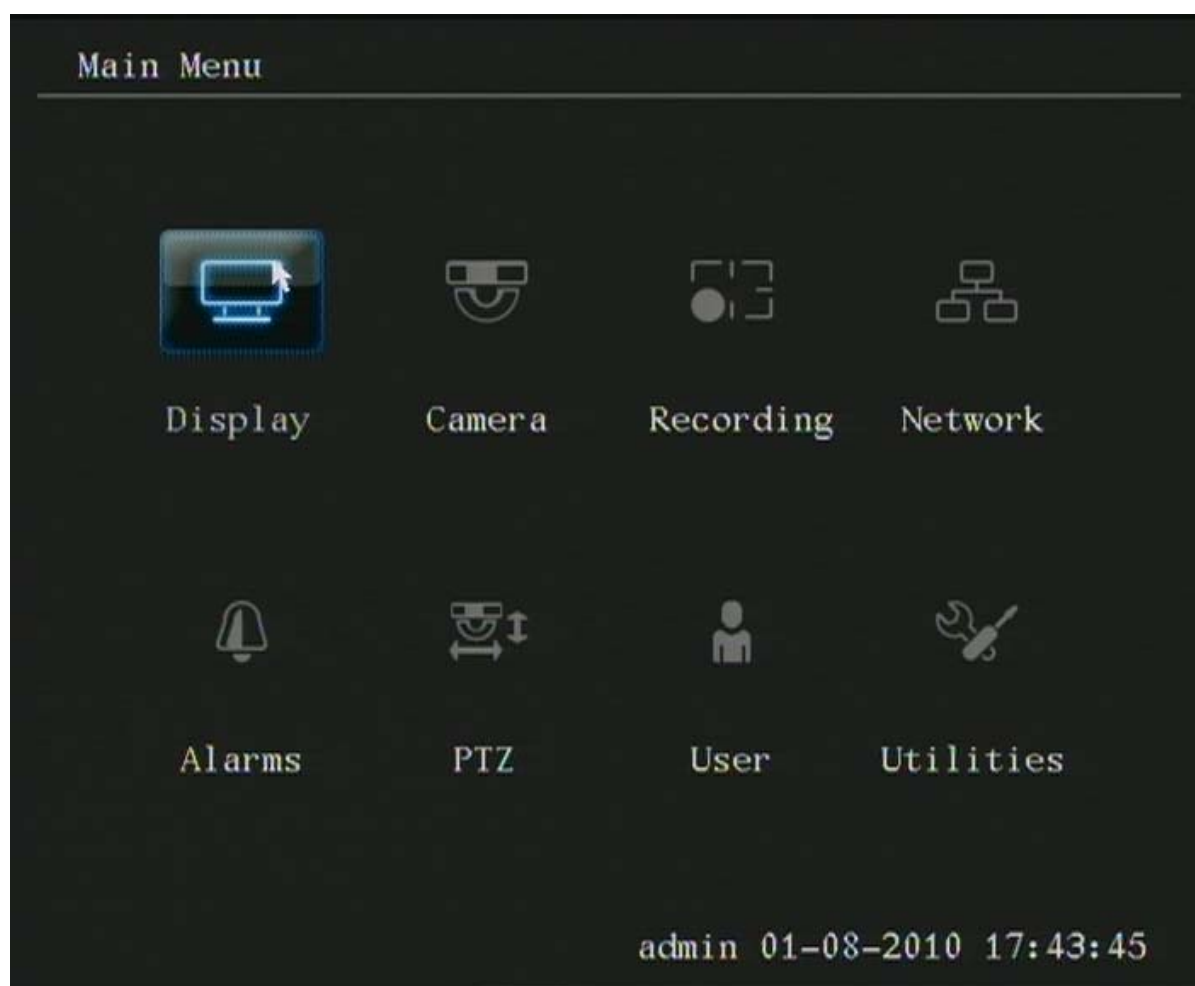 Main Menu
Display Camera Recording Network
Alarms PTZ User Utilities
admin 01-08-2010 17:43:45